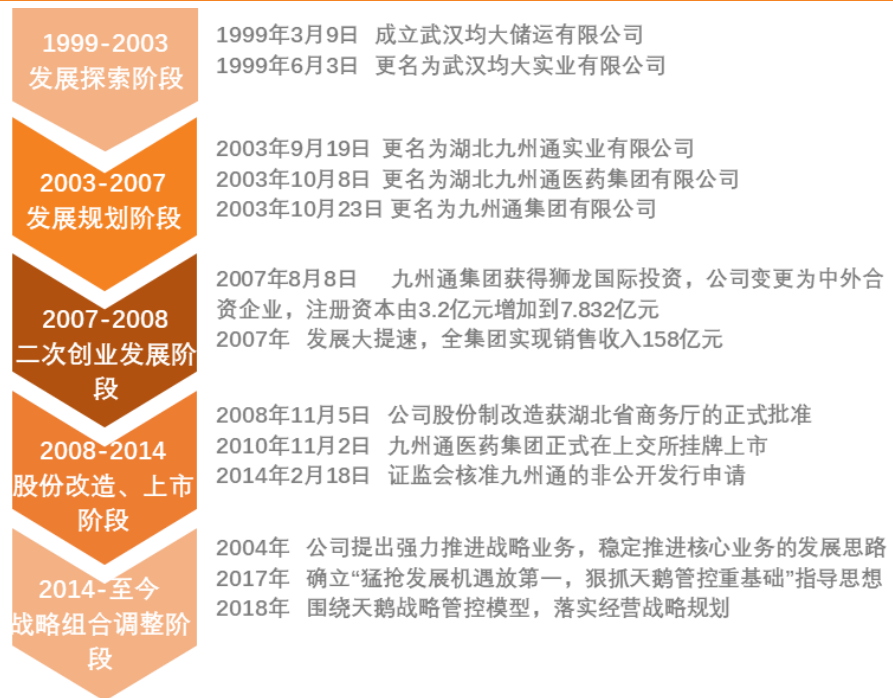 1999-2003
发展探索阶段
1999年3月9日 成立武汉均大储运有限公司
1999年6月3日 更名为武汉均大实业有限公司
2003-2007
发展规划阶段
2003年9月19日 更名为湖北九州通实业有限公司
2003年10月8日 更名为湖北九州通医药集团有限公司
2003年10月23日 更名为九州通集团有限公司
2007-2008
二次创业发展阶
段
2007年8月8日 九州通集团获得狮龙国际投资，公司变更为中外合
资企业，注册资本由3.2亿元增加到7.832亿元
2007年 发展大提速，全集团实现销售收入158亿元
2008-2014
股份改造、上市
阶段
2008年11月5日 公司股份制改造获湖北省商务厅的正式批准
2010年11月2日 九州通医药集团正式在上交所挂牌上市
2014年2月18日 证监会核准九州通的非公开发行申请
2014-至今
战略组合调整阶
段
2004年 公司提出强力推进战略业务，稳定推进核心业务的发展思路
2017年 确立“猛抢发展机遇放第一，狠抓天鹅管控重基础”指导思想
2018年 围绕天鹅战略管控模型，落实经营战略规划